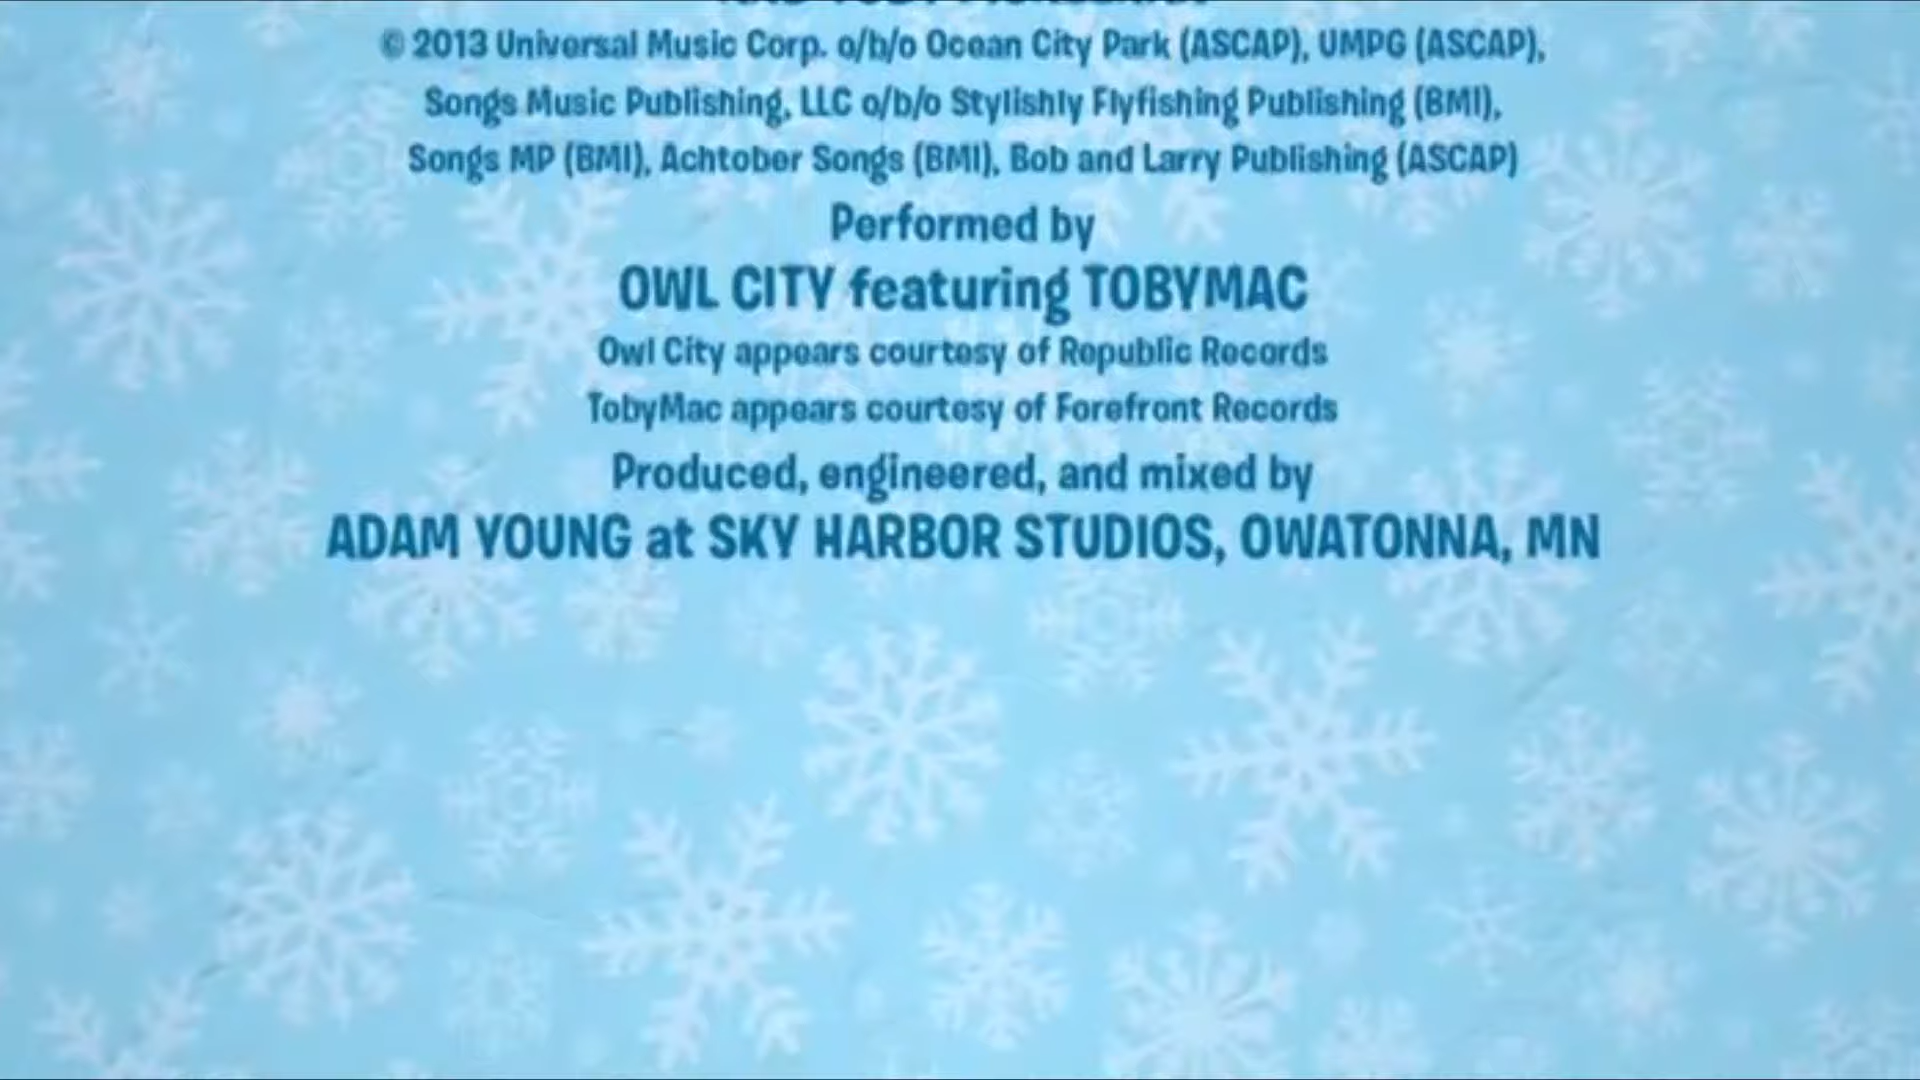 © 2013 Universal Music Corp. o/b/o Ocean City Park (ASCAP), UMPG (ASCAP),
Songs Music Publishing, LLC o/b/o Stylishly Flyfishing Publishing (BMI),
Songs MP (BMI), Achtober Songs (BMI), Bob and Larry Publishing (ASCAP)
Performed by
OWL CITY featuring TOBYMAC
Owl City appears courtesy of Republic Records
TobyMac appears courtesy of Forefront Records
Produced, engineered, and mixed by
ADAM YOUNG at SKY HARBOR STUDIOS, OWATONNA, MN